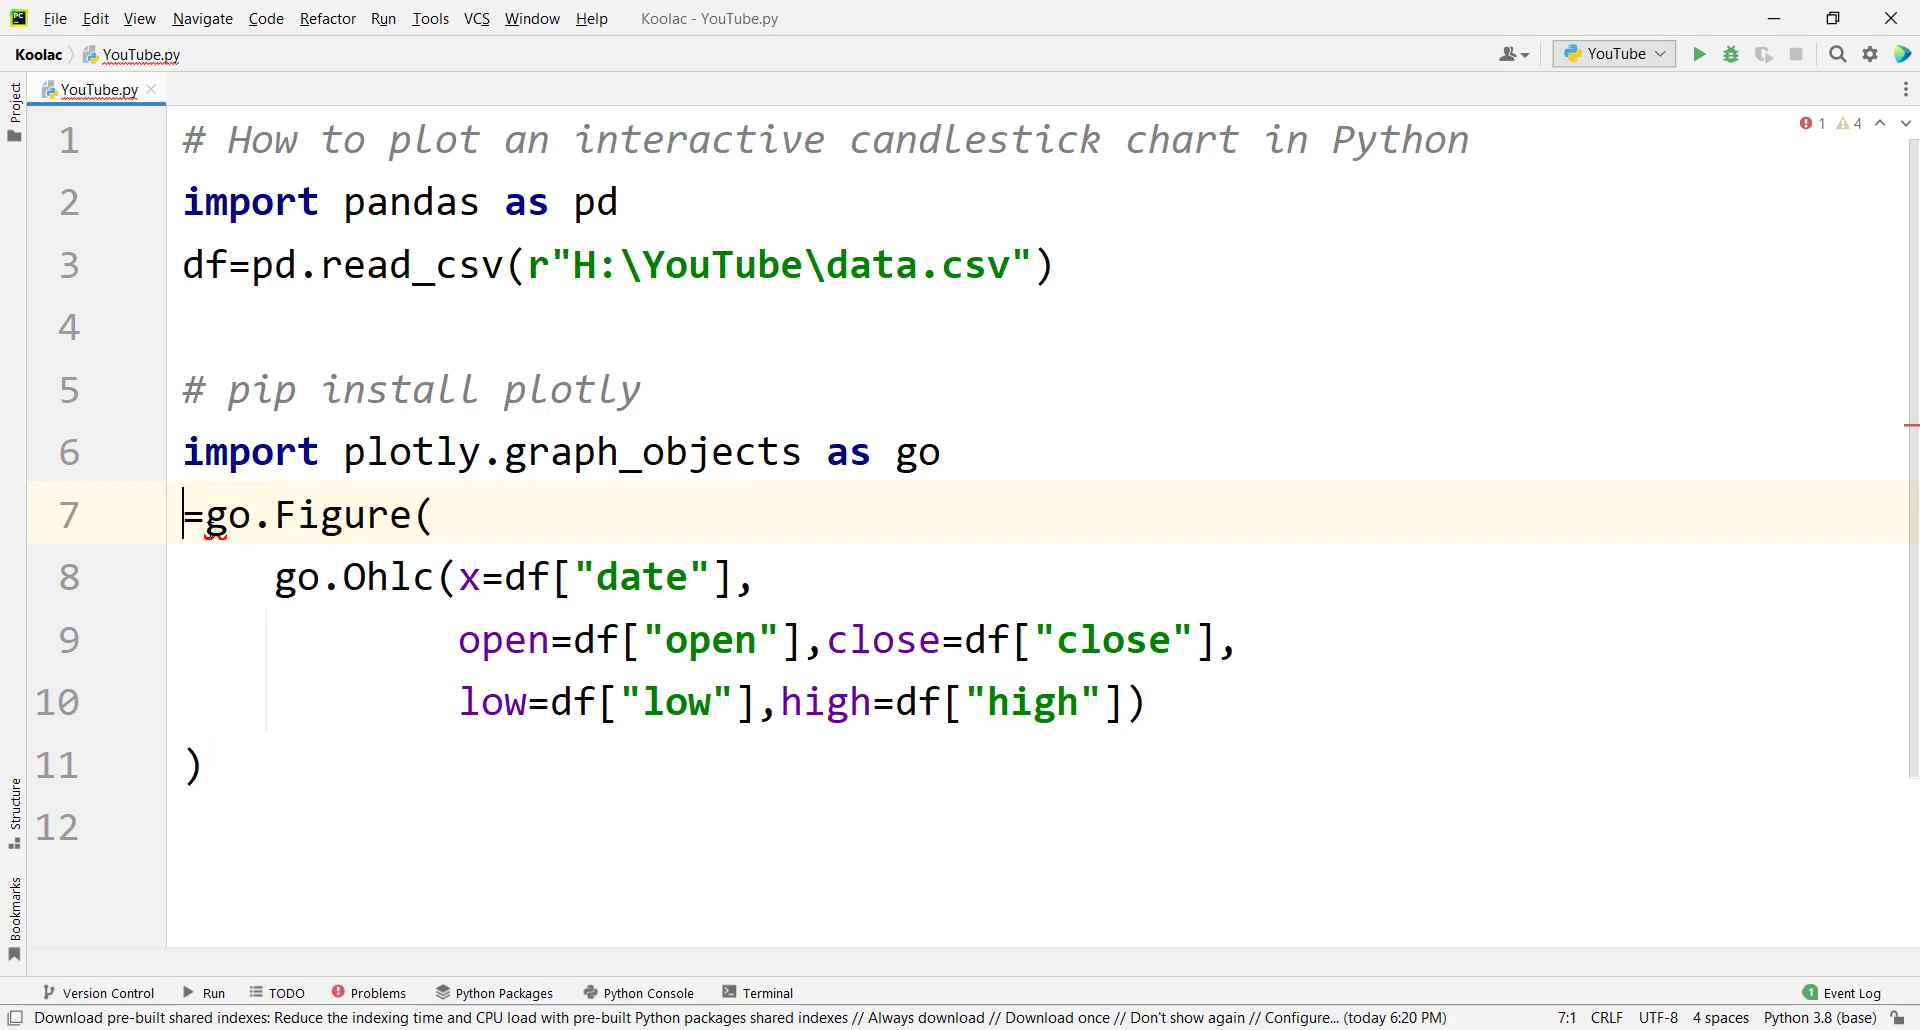 File Edit View Navigate Code Refactor Run Tools VCS Window Help Koolac - YouTube.py
Koolac YouTube.py YouTube
Project YouTube.py
1 # How to plot an interactive candlestick chart in Python 1 4
2 import pandas as pd
3 df=pd.read_csv(r"H:\YouTube\data.csv")
4
5 # pip install plotly
6 import plotly.graph_objects as go
7 =go.Figure(
8 go.Ohlc(x=df["date"],
9 open=df["open"],close=df["close"],
10 low=df["low"],high=df["high"])
11 )
12
Structure
Bookmarks
Version Control Run TODO Problems Python Packages Python Console Terminal 1 Event Log
Download pre-built shared indexes: Reduce the indexing time and CPU load with pre-built Python packages shared indexes // Always download // Download once // Don't show again // Configure... (today 6:20 PM) 7:1 CRLF UTF-8 4 spaces Python 3.8 (base)